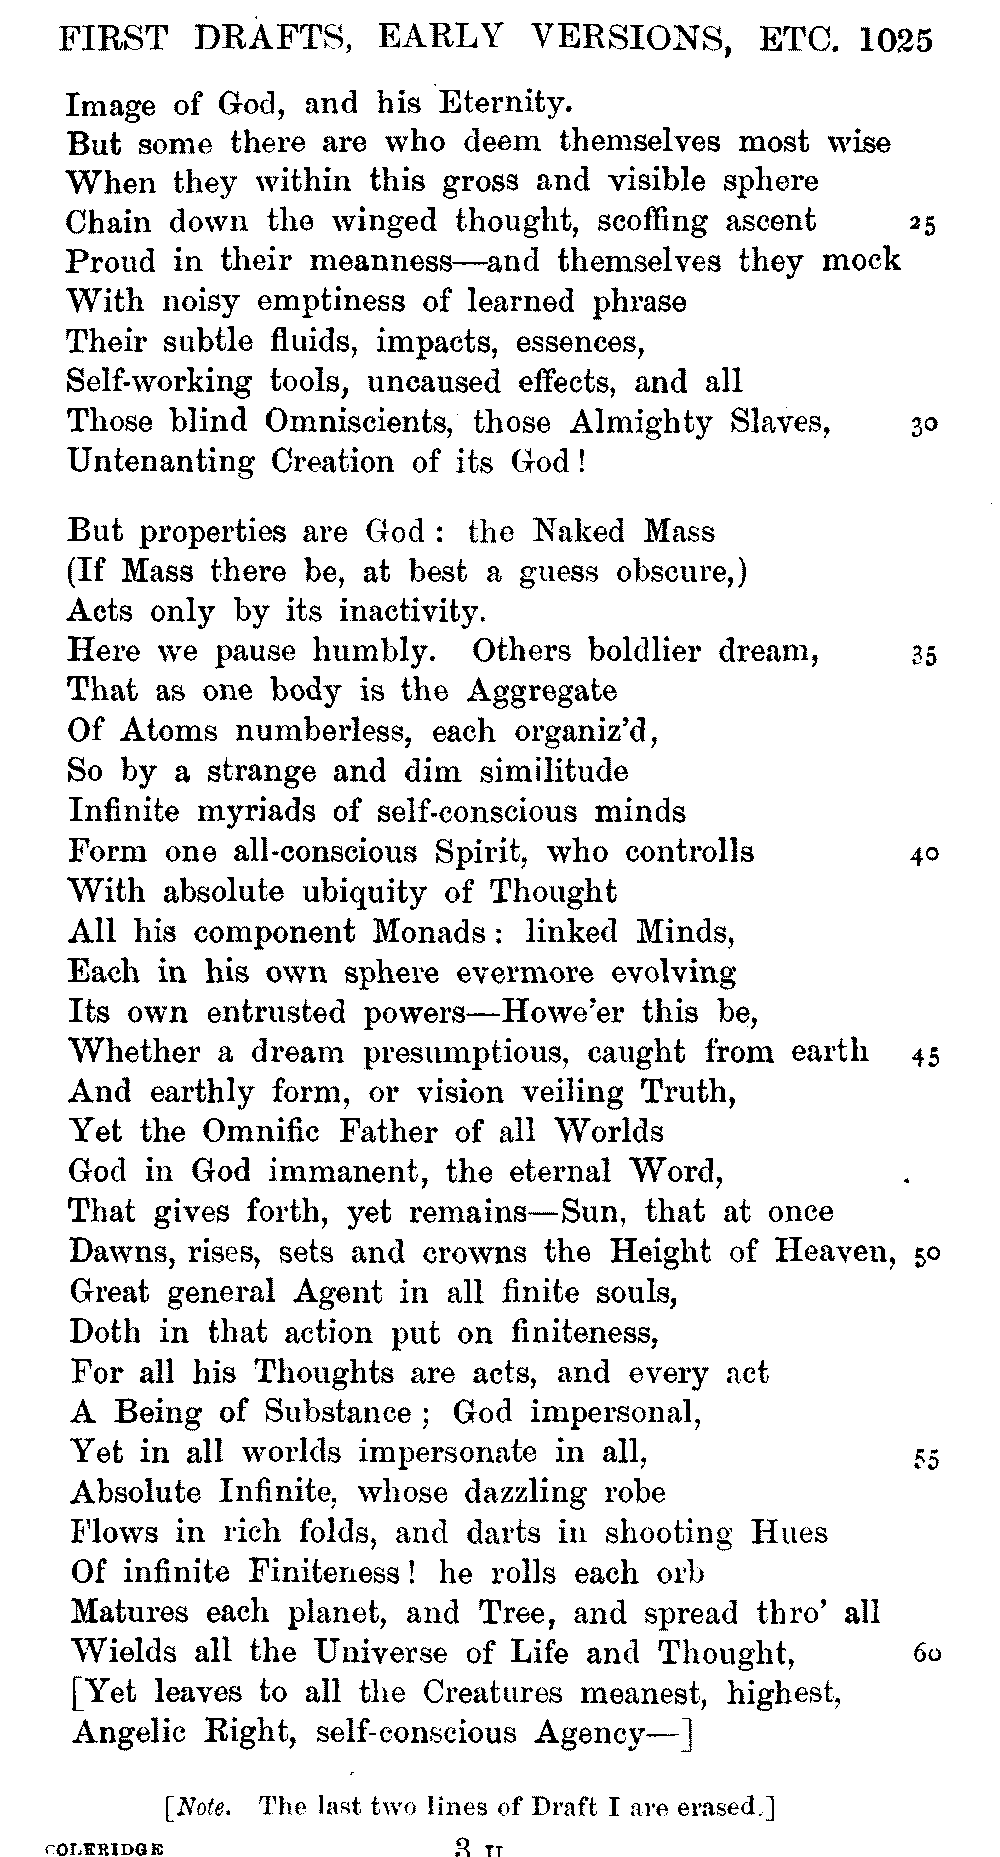 FIRST DRAFTS, EARLY VERSIONS, ETC. 1025
Image of God, and his Eternity.
But some there are who deem themselves most wise
When they within this gross and visible sphere
Chain down the winged thought, scoffing ascent 25
Proud in their meanness—and themselves they mock
With noisy emptiness of learned phrase
Their subtle fluids, impacts, essences,
Self-working tools, uncaused effects, and all
Those blind Omniscients, those Almighty Slaves, 30
Untenanting Creation of its God!
But properties are God: the Naked Mass
(If Mass there be, at best a guess obscure,)
Acts only by its inactivity.
Here we pause humbly. Others boldlier dream, 35
That as one body is the Aggregate
Of Atoms numberless, each organiz'd,
So by a strange and dim similitude
Infinite myriads of self-conscious minds
Form one all-conscious Spirit, who controlls 40
With absolute ubiquity of Thought
All his component Monads: linked Minds,
Each in his own sphere evermore evolving
Its own entrusted powers—Howe'er this be,
Whether a dream presumptious, caught from earth 45
And earthly form, or vision veiling Truth,
Yet the Omnific Father of all Worlds
God in God immanent, the eternal Word,
That gives forth, yet remains—Sun, that at once
Dawns, rises, sets and crowns the Height of Heaven, 50
Great general Agent in all finite souls,
Doth in that action put on finiteness,
For all his Thoughts are acts, and every act
A Being of Substance; God impersonal,
Yet in all worlds impersonate in all, 55
Absolute Infinite, whose dazzling robe
Flows in rich folds, and darts in shooting Hues
Of infinite Finiteness! he rolls each orb
Matures each planet, and Tree, and spread thro' all
Wields all the Universe of Life and Thought, 60
[Yet leaves to all the Creatures meanest, highest,
Angelic Right, self-conscious Agency—]
[Note. The last two lines of Draft I are erased.]
COLERIDGE 3 U